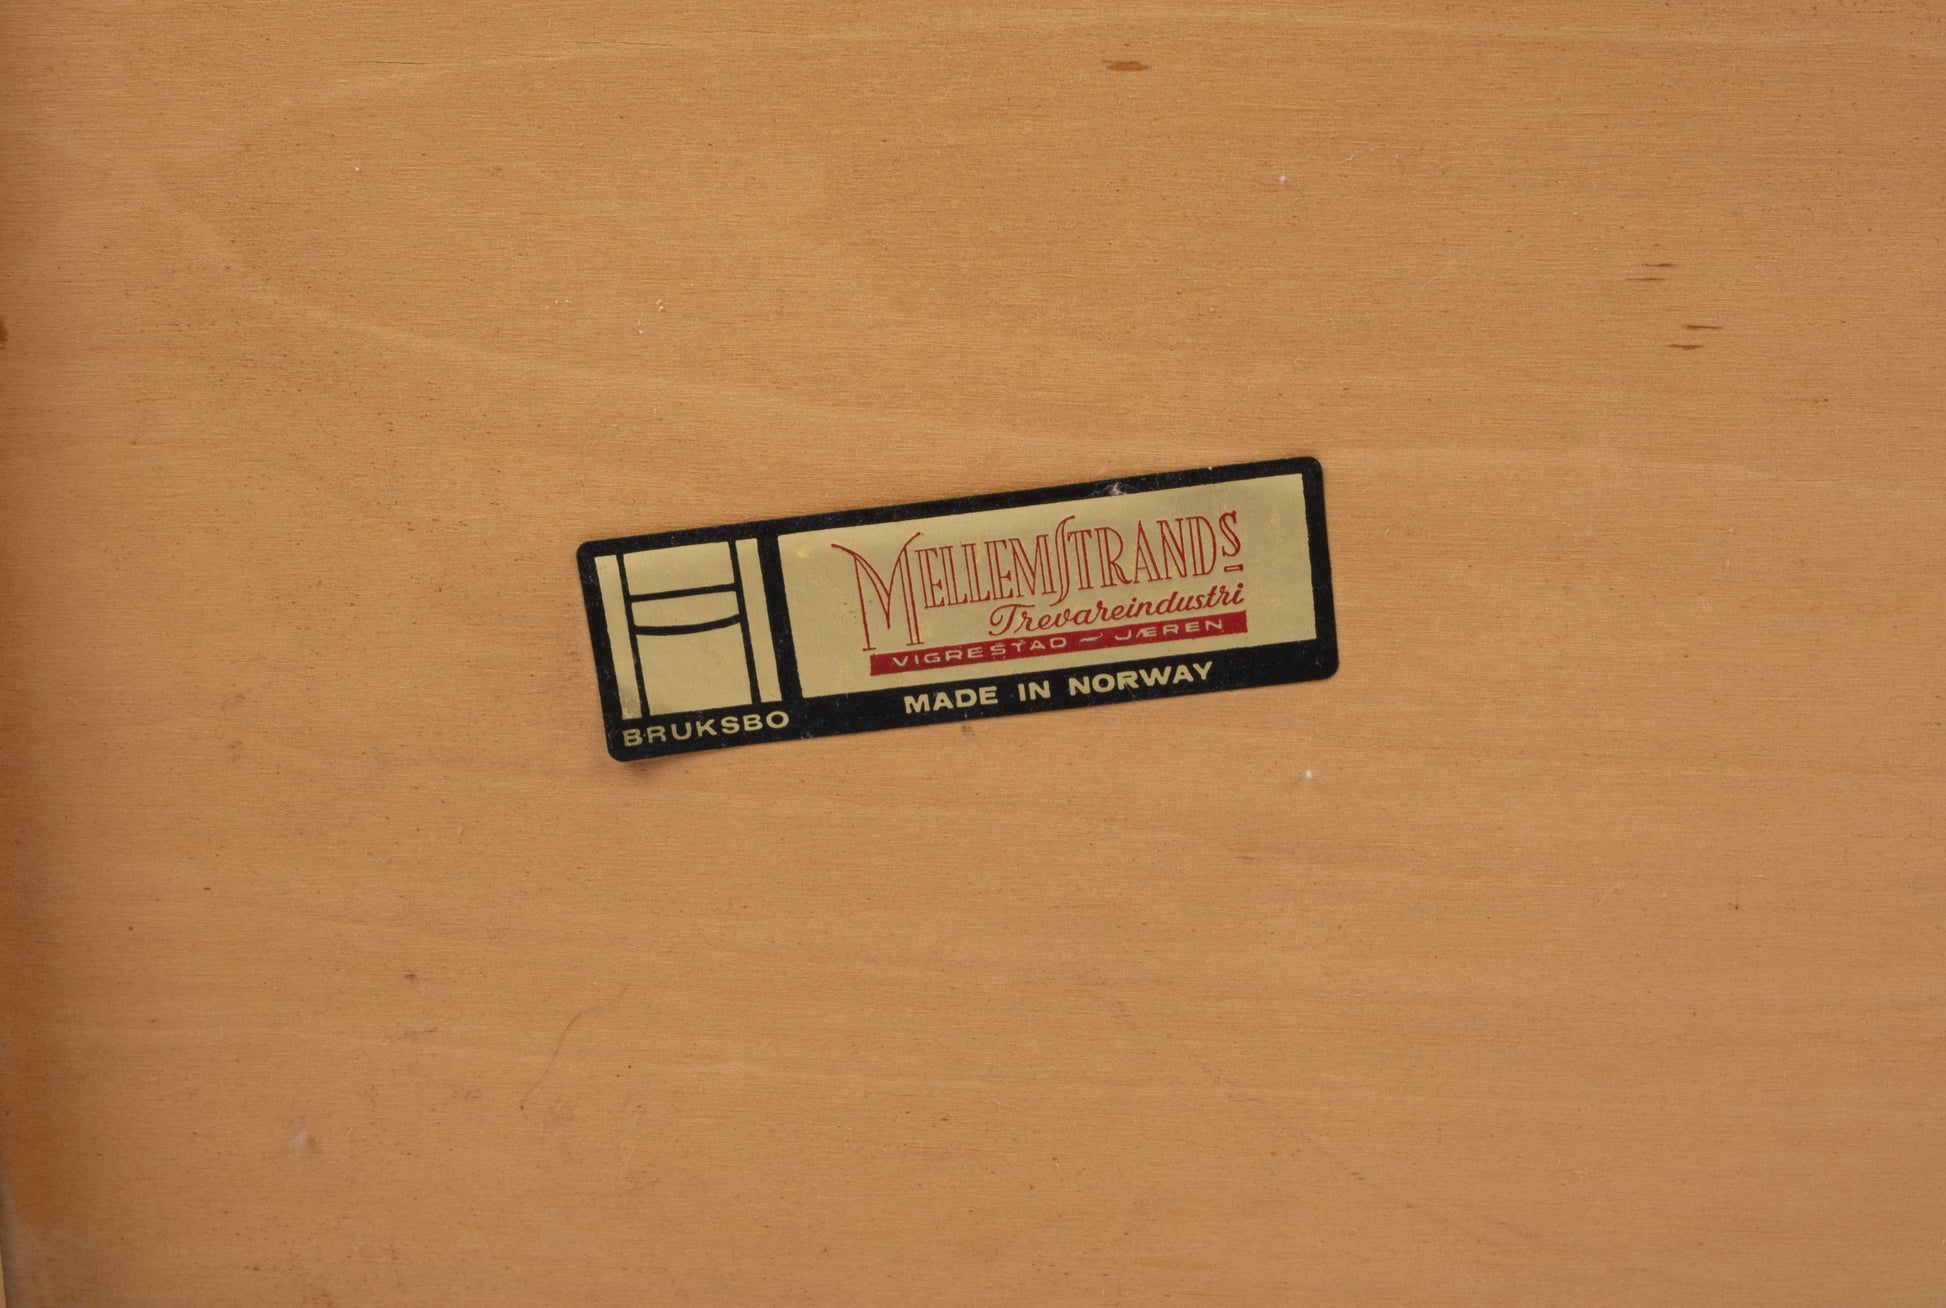 MELLEMSTRANDS
Trevareindustri
VIGRESTAD ~ JÆREN
MADE IN NORWAY
BRUKSBO